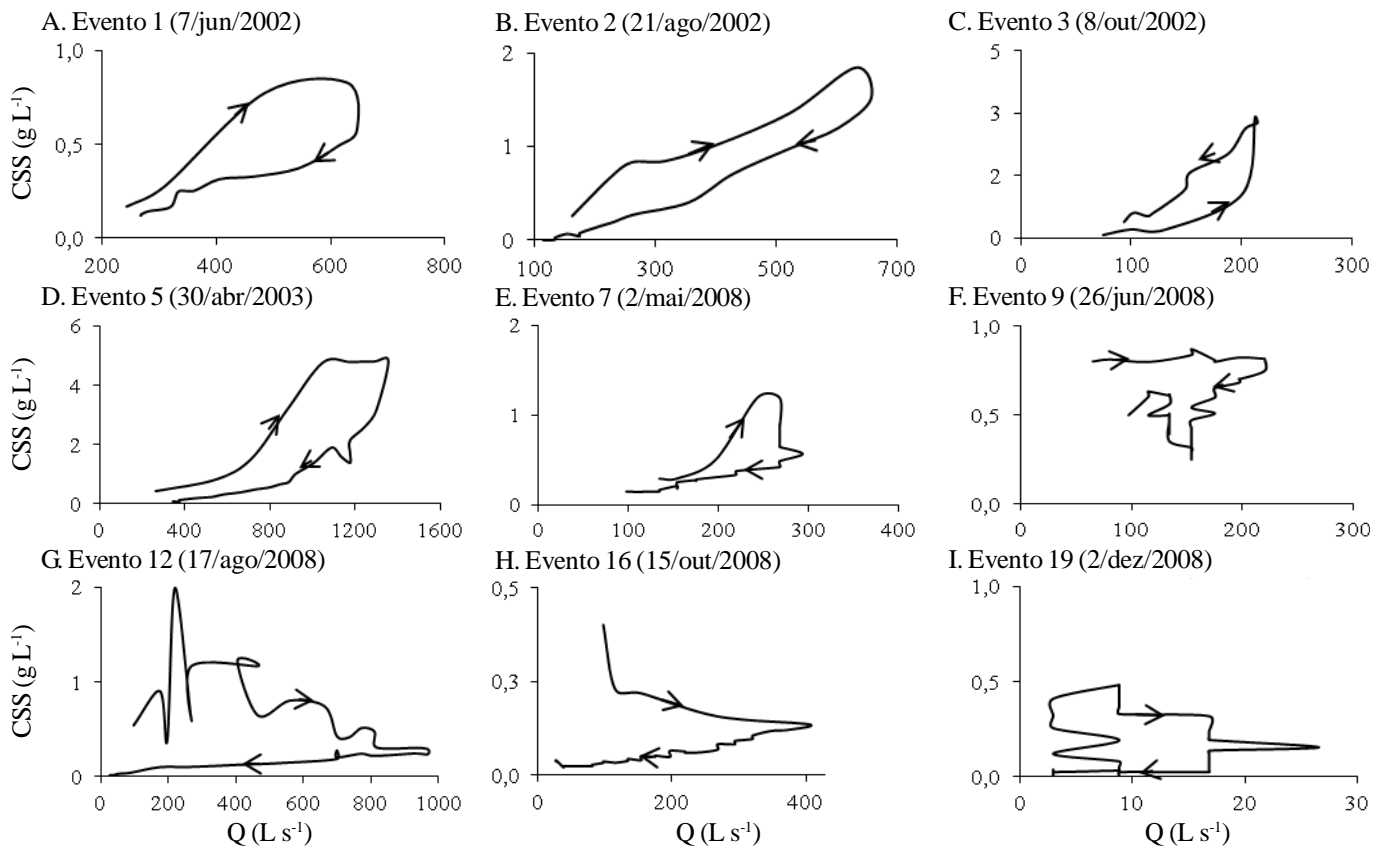 A. Evento 1 (7/jun/2002)
CSS (g L⁻¹)
1,0
0,5
0,0
200 400 600 800
B. Evento 2 (21/ago/2002)
2
1
0
100 300 500 700
C. Evento 3 (8/out/2002)
5
3
2
0
0 100 200 300
D. Evento 5 (30/abr/2003)
CSS (g L⁻¹)
6
4
2
0
0 400 800 1200 1600
E. Evento 7 (2/mai/2008)
2
1
0
0 100 200 300 400
F. Evento 9 (26/jun/2008)
1,0
0,5
0,0
0 100 200 300
G. Evento 12 (17/ago/2008)
CSS (g L⁻¹)
2
1
0
0 200 400 600 800 1000
Q (L s⁻¹)
H. Evento 16 (15/out/2008)
0,5
0,3
0,0
0 200 400
Q (L s⁻¹)
I. Evento 19 (2/dez/2008)
1,0
0,5
0,0
0 10 20 30
Q (L s⁻¹)